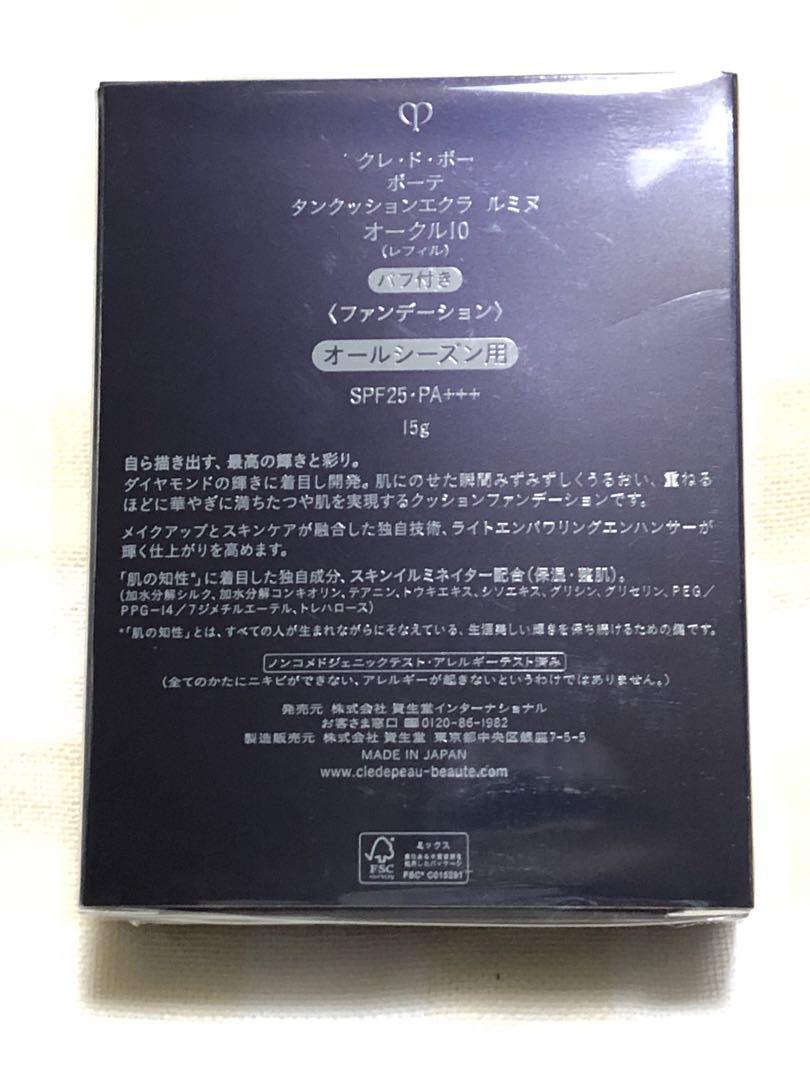 クレ・ド・ポー
ボーテ
タンクッションエクラ ルミヌ
オークル10
(レフィル)
パフ付き
〈ファンデーション〉
オールシーズン用
SPF25・PA+++
15g
自ら描き出す、最高の輝きと彩り。
ダイヤモンドの輝きに着目し開発。肌にのせた瞬間みずみずしくうるおい、重ねる
ほどに華やぎに満ちたつや肌を実現するクッションファンデーションです。
メイクアップとスキンケアが融合した独自技術、ライトエンパワリングエンハンサーが
輝く仕上がりを高めます。
「肌の知性*」に着目した独自成分、スキンイルミネイター配合(保湿・整肌)。
(加水分解シルク、加水分解コンキオリン、テアニン、トウキエキス、シソエキス、グリシン、グリセリン、PEG/
PPG-14/7ジメチルエーテル、トレハロース)
*「肌の知性」とは、すべての人が生まれながらにそなえている、生涯美しい輝きを保ち続けるための鍵です。
ノンコメドジェニックテスト・アレルギーテスト済み
(全てのかたにニキビができない、アレルギーが起きないというわけではありません。)
発売元 株式会社 資生堂インターナショナル
お客さま窓口 0120-86-1982
製造販売元 株式会社 資生堂 東京都中央区銀座7-5-5
MADE IN JAPAN
www.cledepeau-beaute.com
ミックス
責任ある木質資源を
使用したパッケージ
FSC
FSC® C015291